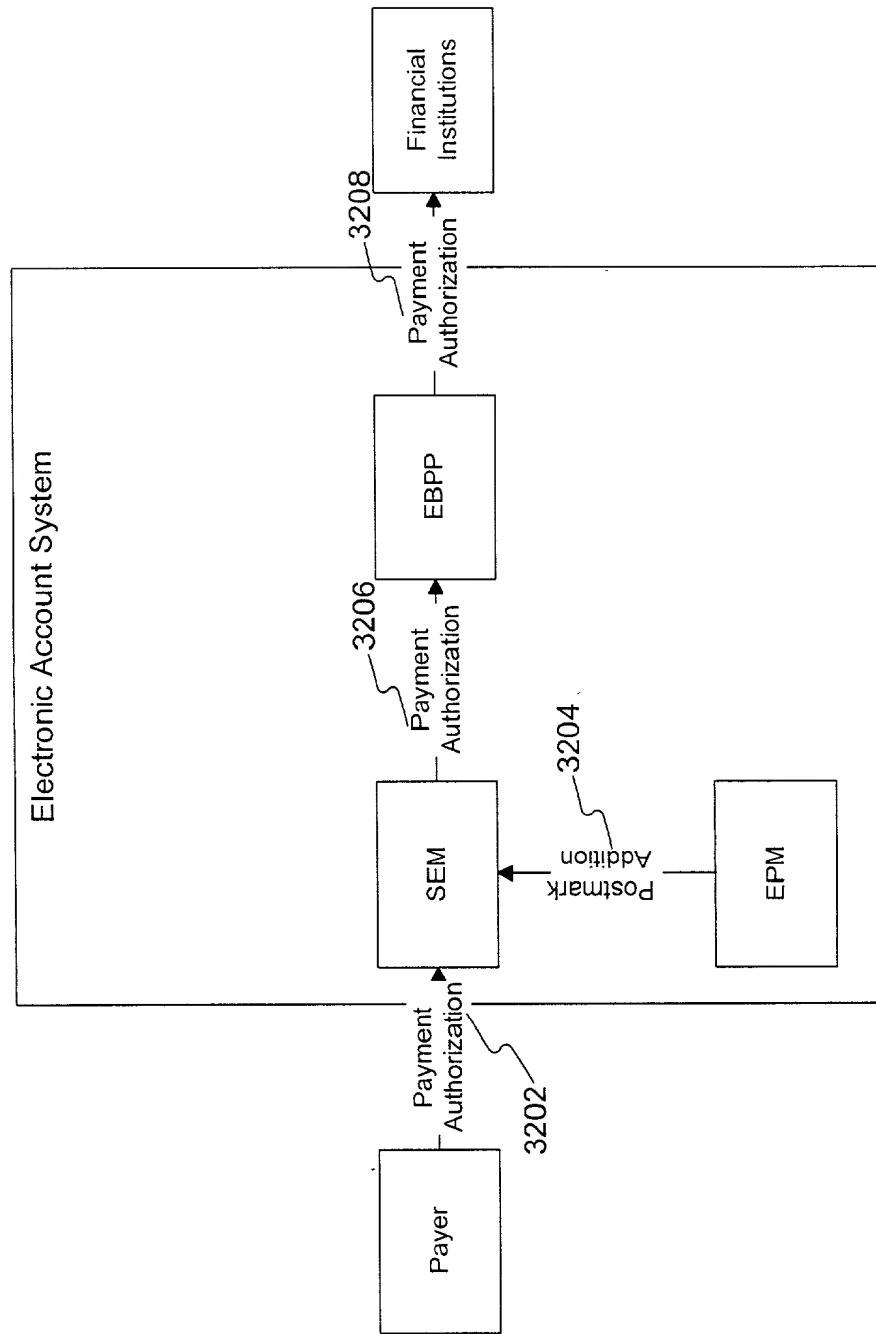 Electronic Account System
Payer
Payment
Authorization
3202
SEM
Postmark
Addition
3204
EPM
Payment
Authorization
3206
EBPP
Payment
Authorization
3208
Financial
Institutions